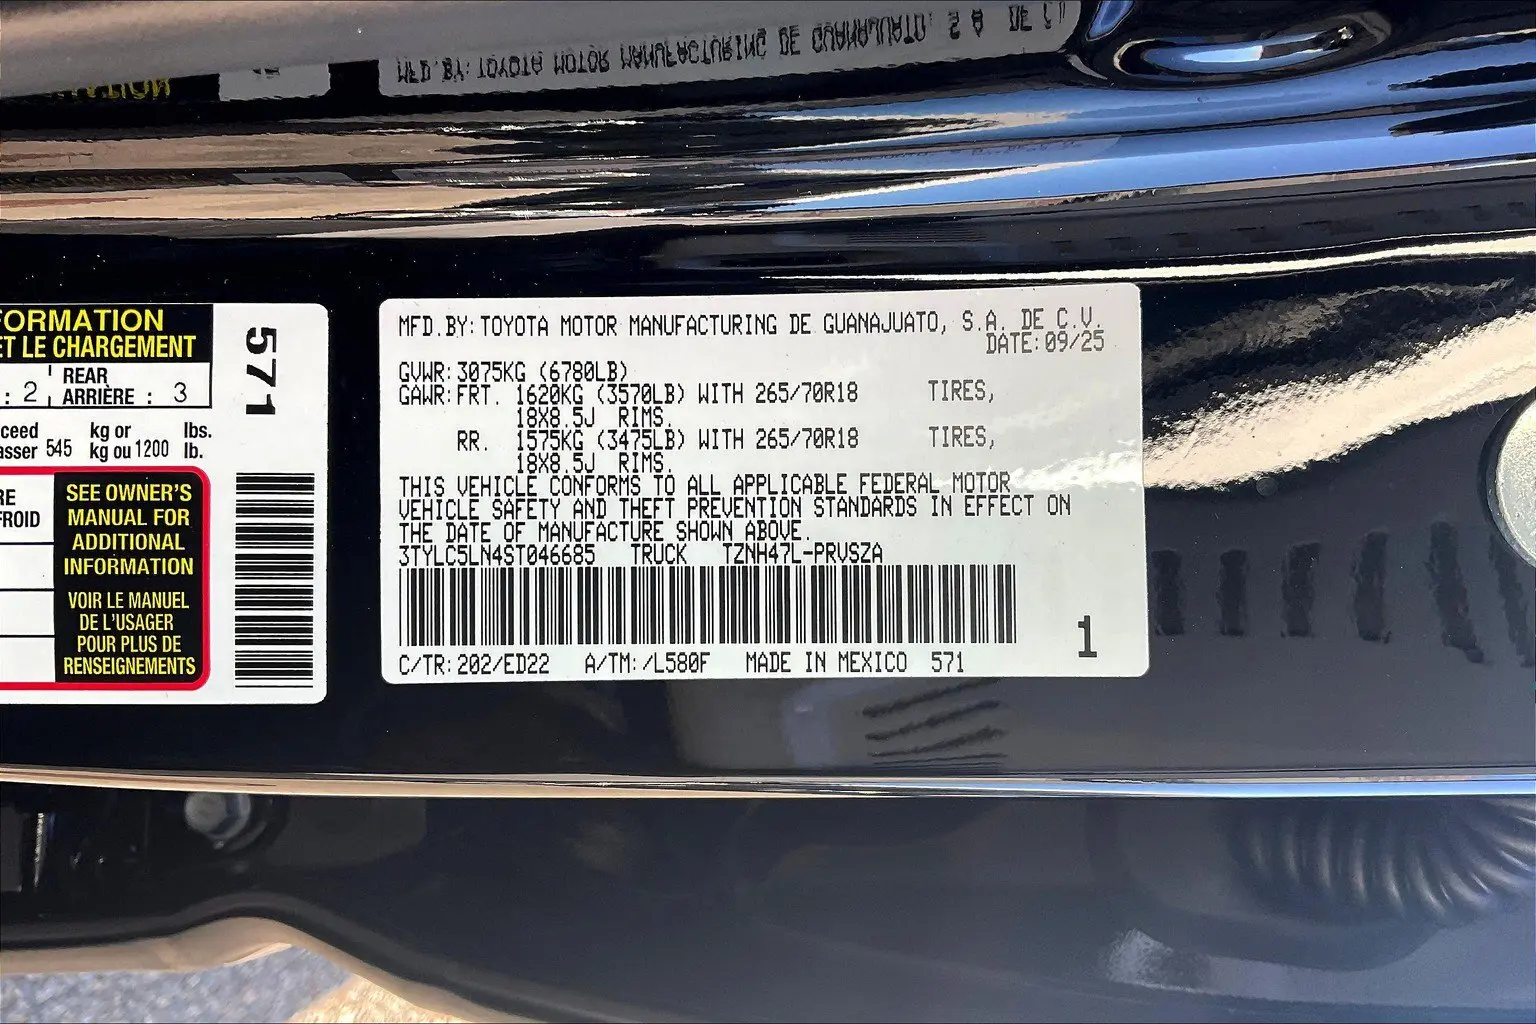 MFD.BY:TOYOTA MOTOR MANUFACTURING DE GUANAJUATO, S.A. DE
FORMATION
ET LE CHARGEMENT
: 2 REAR
ARRIÈRE : 3
kg or lbs.
545 kg ou 1200 lb.
SEE OWNER'S
MANUAL FOR
ADDITIONAL
INFORMATION
VOIR LE MANUEL
DE L'USAGER
POUR PLUS DE
RENSEIGNEMENTS
571
MFD.BY:TOYOTA MOTOR MANUFACTURING DE GUANAJUATO, S.A. DE C.V.
DATE:09/25
GVWR:3075KG (6780LB)
GAWR:FRT. 1620KG (3570LB) WITH 265/70R18 TIRES,
18X8.5J RIMS.
RR. 1575KG (3475LB) WITH 265/70R18 TIRES,
18X8.5J RIMS.
THIS VEHICLE CONFORMS TO ALL APPLICABLE FEDERAL MOTOR
VEHICLE SAFETY AND THEFT PREVENTION STANDARDS IN EFFECT ON
THE DATE OF MANUFACTURE SHOWN ABOVE.
3TYLC5LN4ST046685 TRUCK TZNH47L-PRVSZA
C/TR:202/ED22 A/TM:/L580F MADE IN MEXICO 571
1